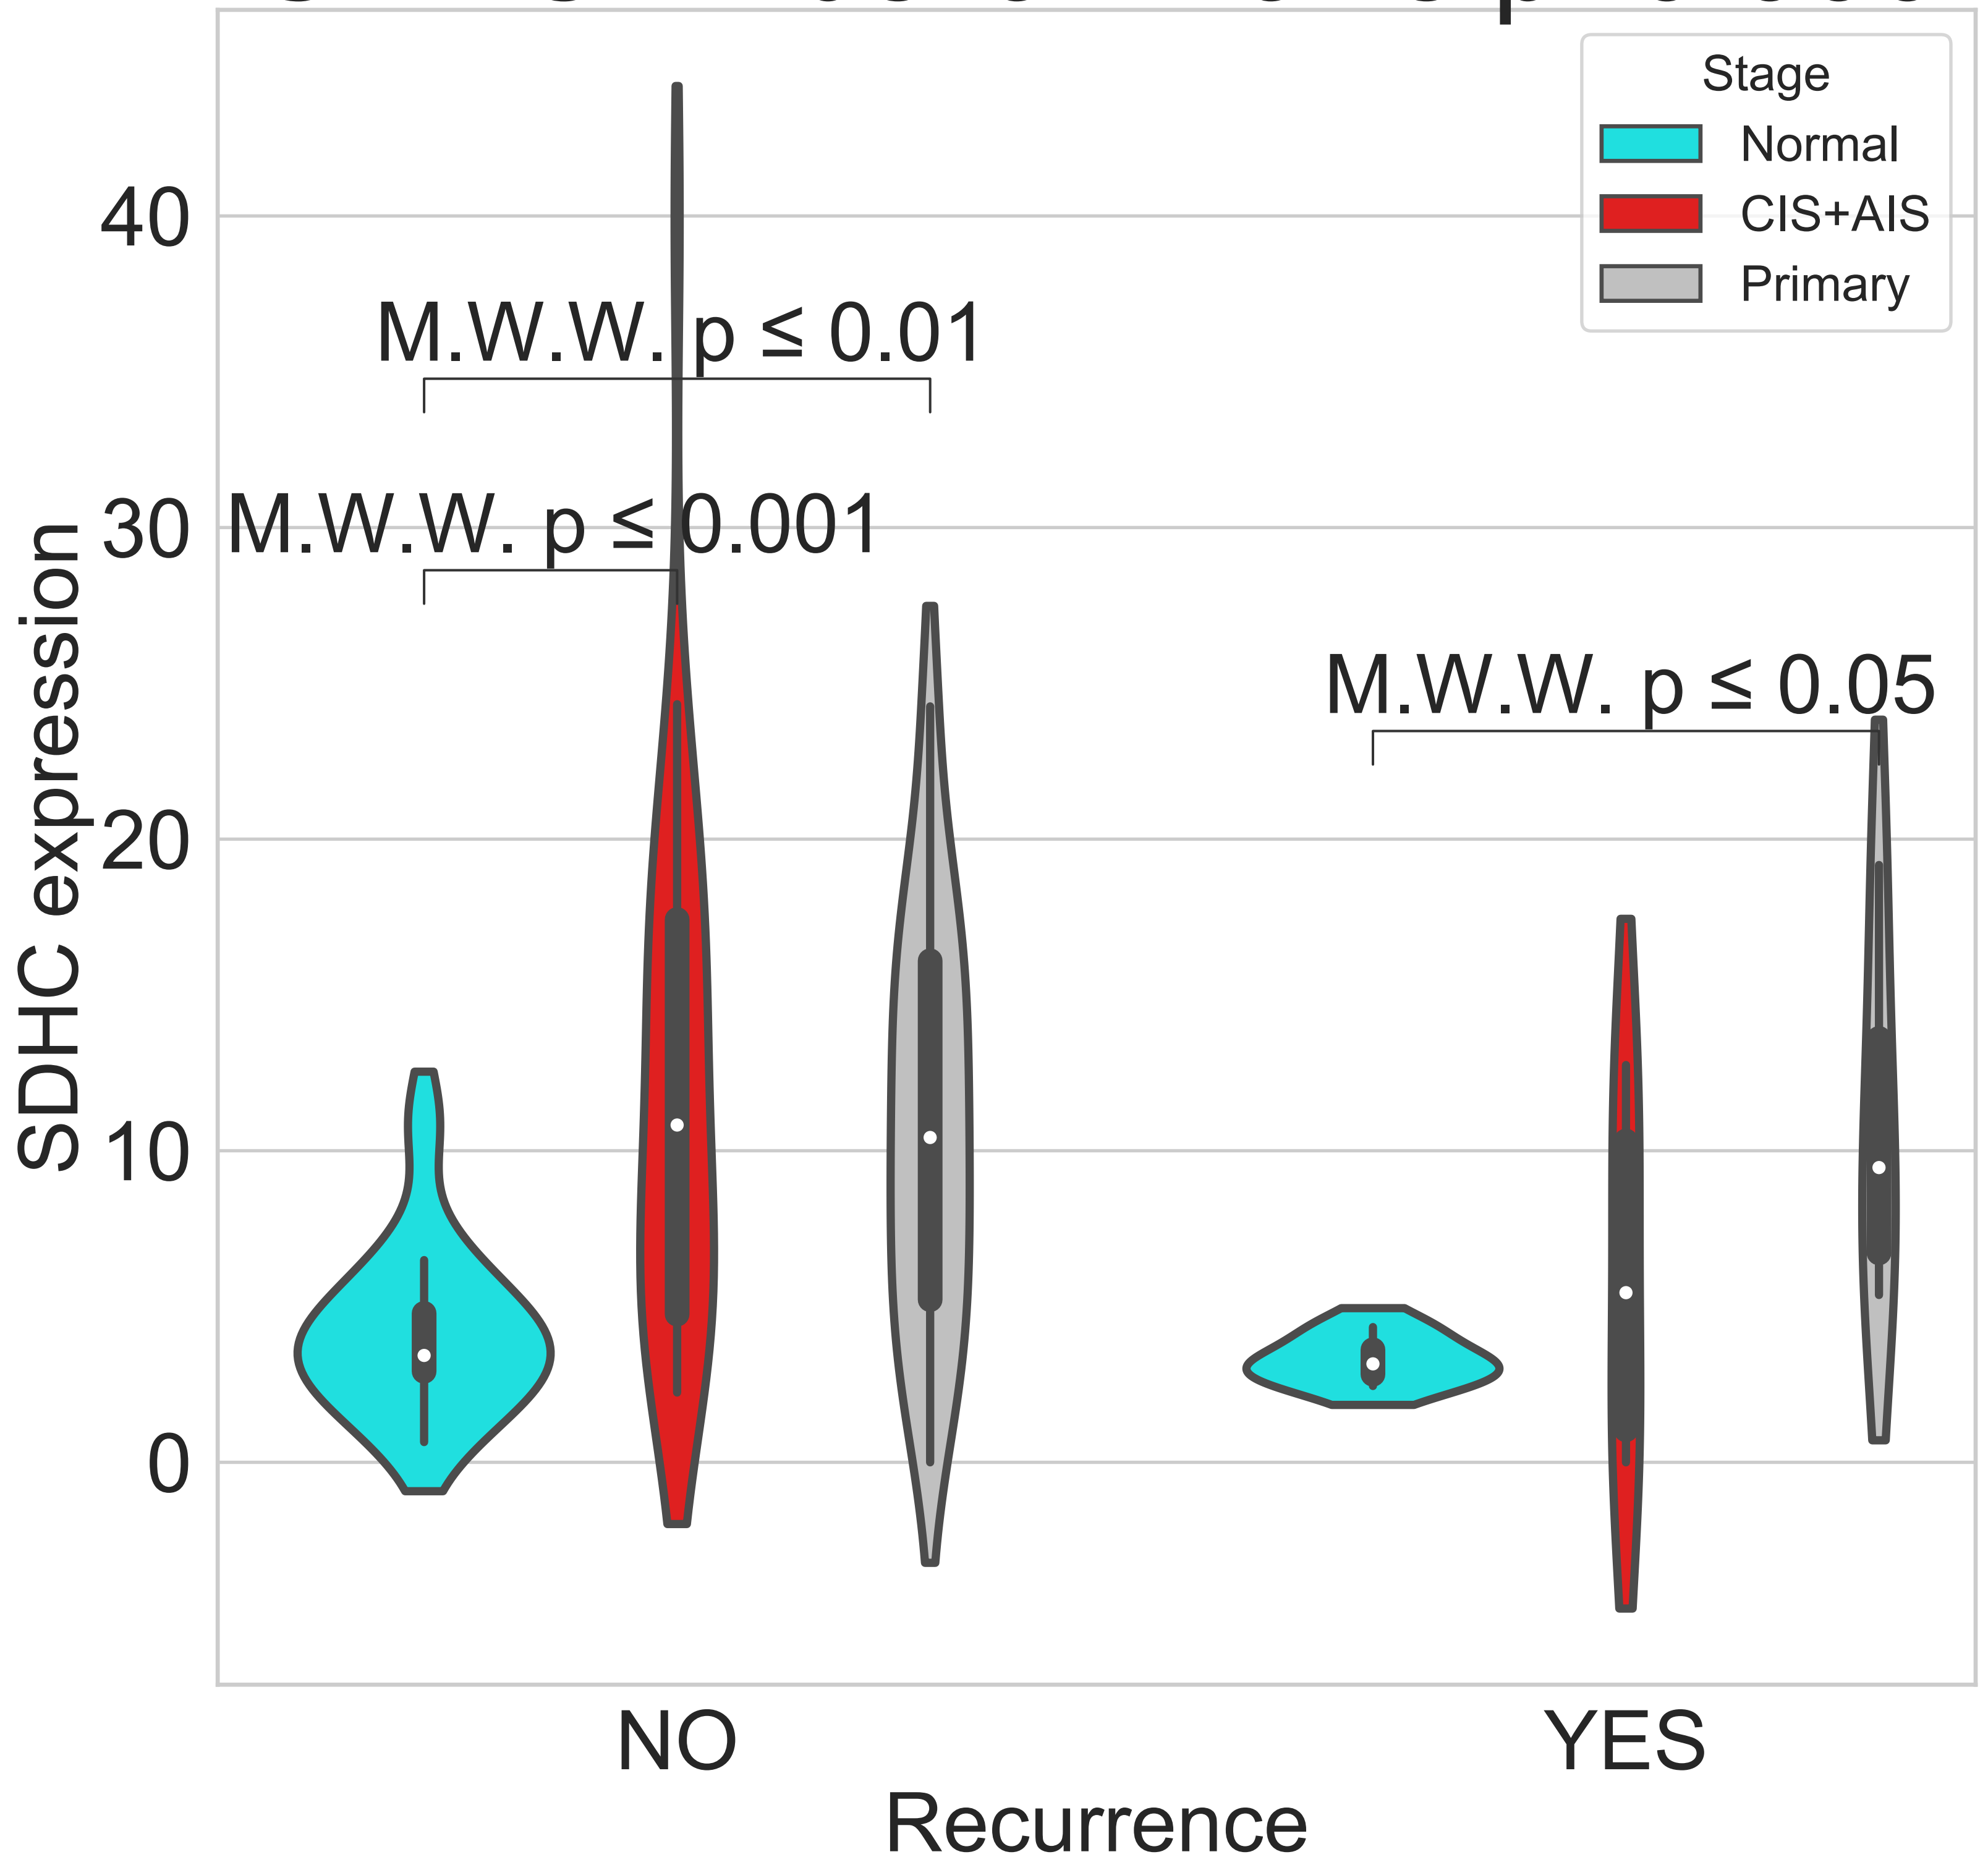 Stage
Normal
CIS+AIS
Primary
40
30
20
10
0
SDHC expression
M.W.W. p ≤ 0.01
M.W.W. p ≤ 0.001
M.W.W. p ≤ 0.05
NO
YES
Recurrence